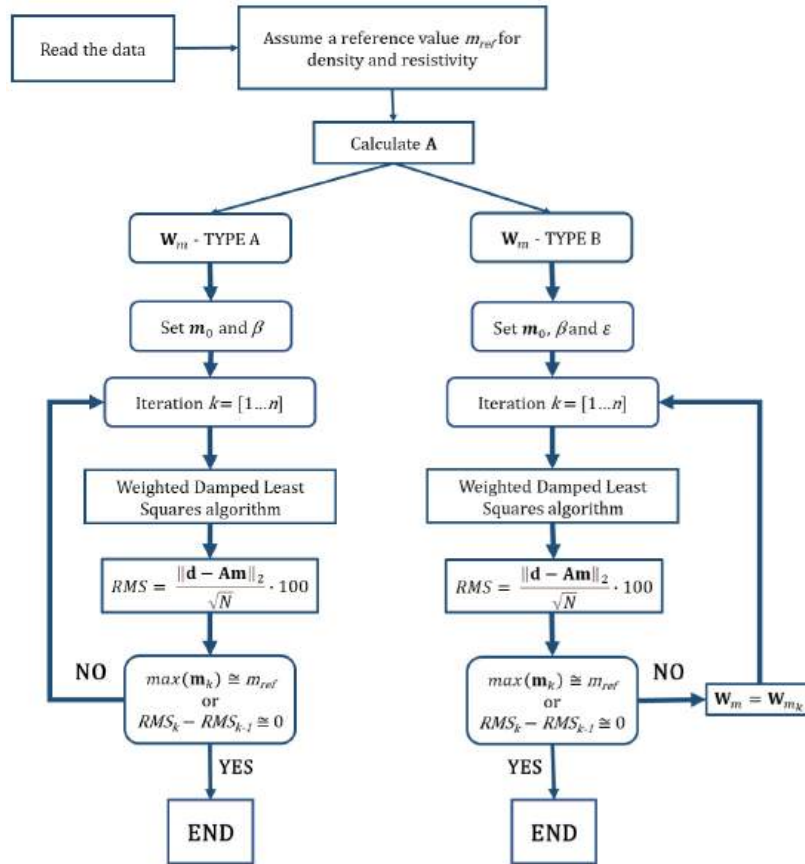 Read the data
Assume a reference value m_ref for
density and resistivity
Calculate A
W_m - TYPE A
Set m_0 and β
Iteration k= [1...n]
Weighted Damped Least
Squares algorithm
RMS = ‖d − Am‖_2 / √N · 100
NO
max(m_k) ≅ m_ref
or
RMS_k − RMS_k-1 ≅ 0
YES
END
W_m - TYPE B
Set m_0, β and ε
Iteration k= [1...n]
Weighted Damped Least
Squares algorithm
RMS = ‖d − Am‖_2 / √N · 100
max(m_k) ≅ m_ref
or
RMS_k − RMS_k-1 ≅ 0
NO
W_m = W_m_k
YES
END